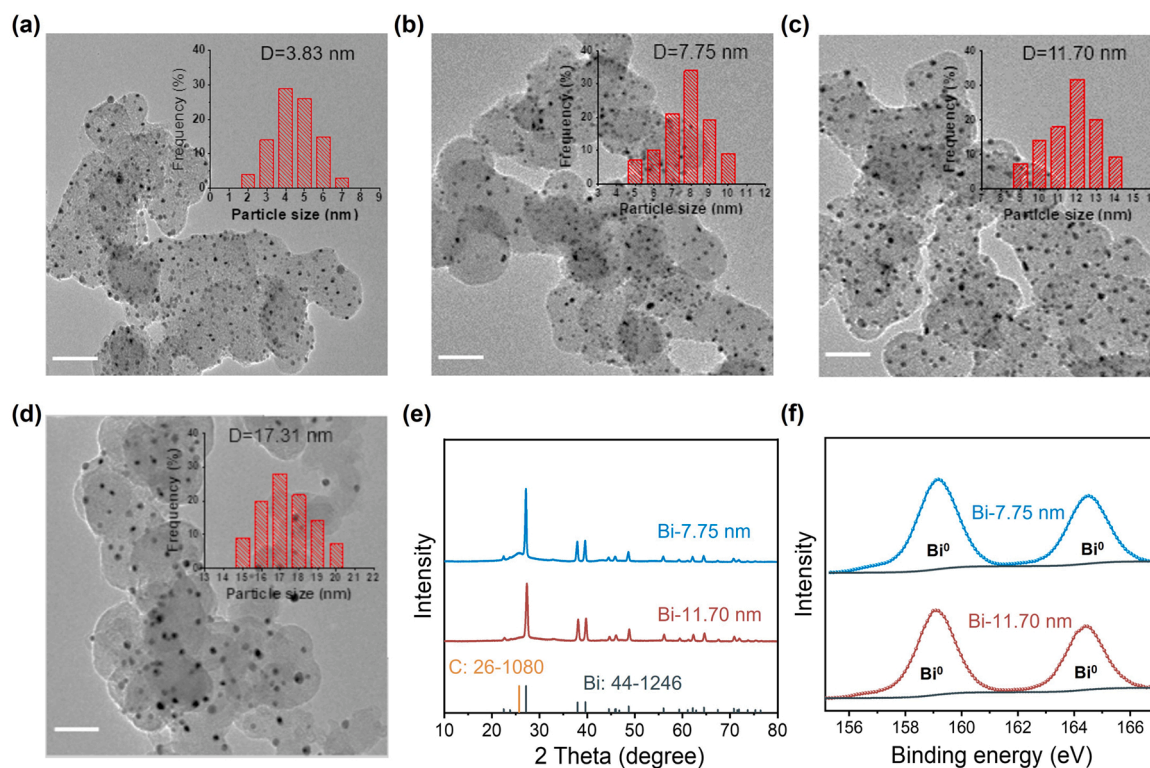 (a)
D=3.83 nm
Frequency (%)
40
30
20
10
0
0 1 2 3 4 5 6 7 8 9
Particle size (nm)
(b)
D=7.75 nm
Frequency (%)
40
30
20
10
0
3 4 5 6 7 8 9 10 11 12
Particle size (nm)
(c)
D=11.70 nm
Frequency (%)
40
30
20
10
0
7 8 9 10 11 12 13 14 15 16
Particle size (nm)
(d)
D=17.31 nm
Frequency (%)
40
30
20
10
0
13 14 15 16 17 18 19 20 21 22
Particle size (nm)
(e)
Intensity
Bi-7.75 nm
Bi-11.70 nm
C: 26-1080
Bi: 44-1246
10 20 30 40 50 60 70 80
2 Theta (degree)
(f)
Intensity
Bi-7.75 nm
Bi⁰ Bi⁰
Bi-11.70 nm
Bi⁰ Bi⁰
156 158 160 162 164 166
Binding energy (eV)